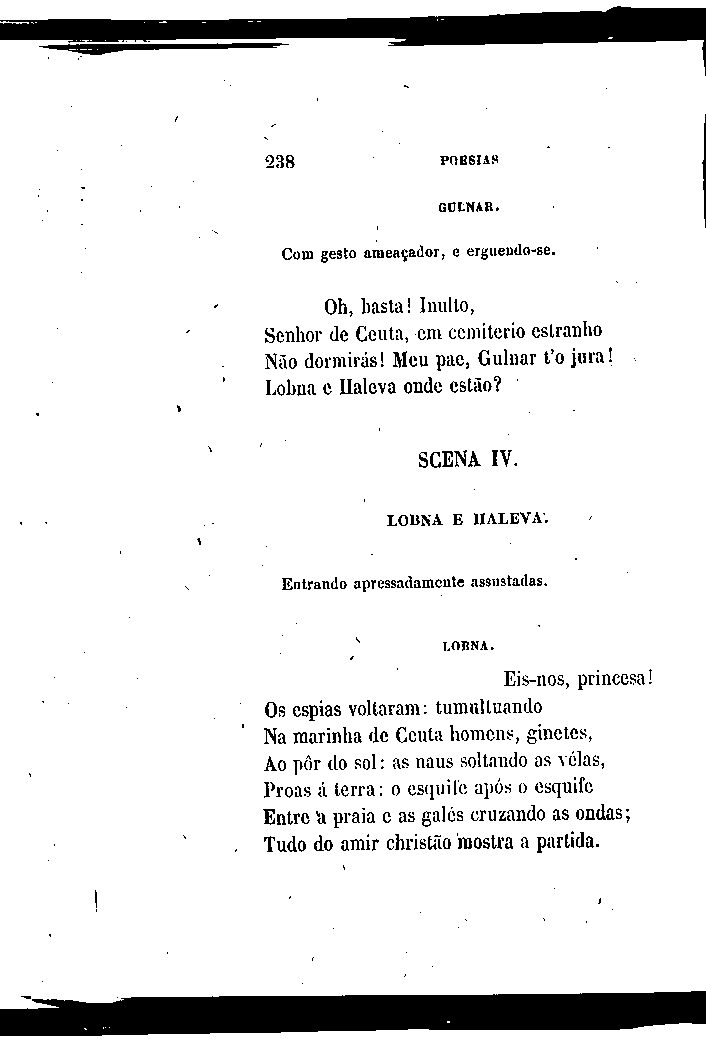 238 POESIAS
GULNAR.
Com gesto ameaçador, e erguendo-se.
Oh, basta! Inulto,
Senhor de Ceuta, em cemiterio estranho
Não dormirás! Meu pae, Gulnar t'o jura!
Lobna e Haleva onde estão?
SCENA IV.
LOBNA E HALEVA.
Entrando apressadamente assustadas.
LOBNA.
Eis-nos, princesa!
Os espias voltaram: tumultuando
Na marinha de Ceuta homens, ginetes,
Ao pôr do sol: as naus soltando as vélas,
Proas á terra: o esquife após o esquife
Entre a praia e as galés cruzando as ondas;
Tudo do amir christão mostra a partida.